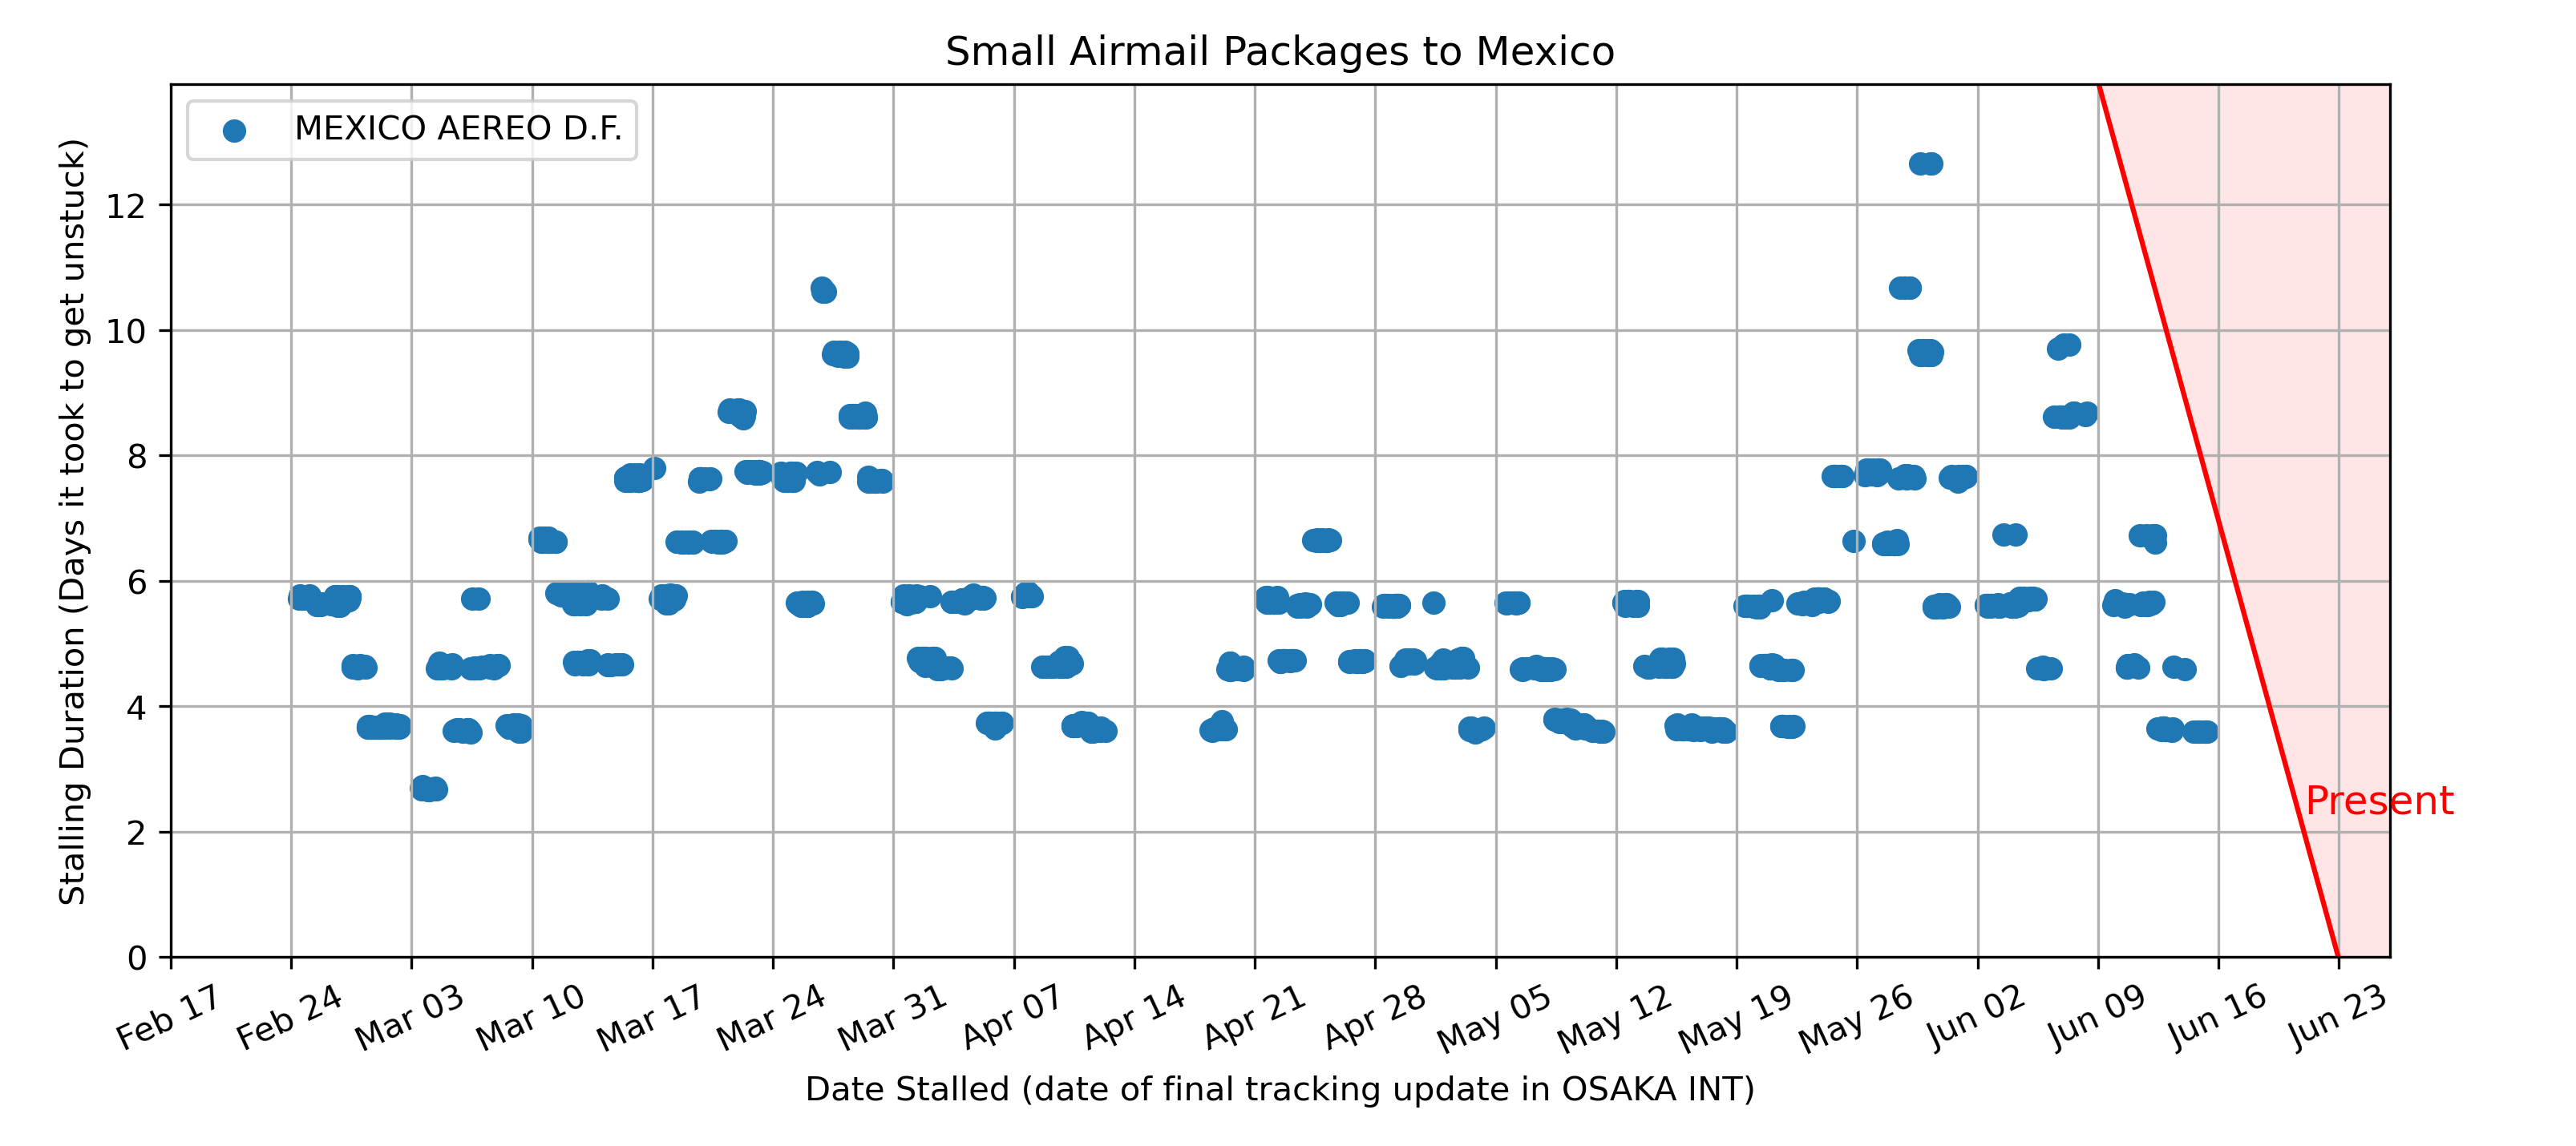 Small Airmail Packages to Mexico
MEXICO AEREO D.F.
Stalling Duration (Days it took to get unstuck)
12
10
8
6
4
2
0
Present
Feb 17
Feb 24
Mar 03
Mar 10
Mar 17
Mar 24
Mar 31
Apr 07
Apr 14
Apr 21
Apr 28
May 05
May 12
May 19
May 26
Jun 02
Jun 09
Jun 16
Jun 23
Date Stalled (date of final tracking update in OSAKA INT)